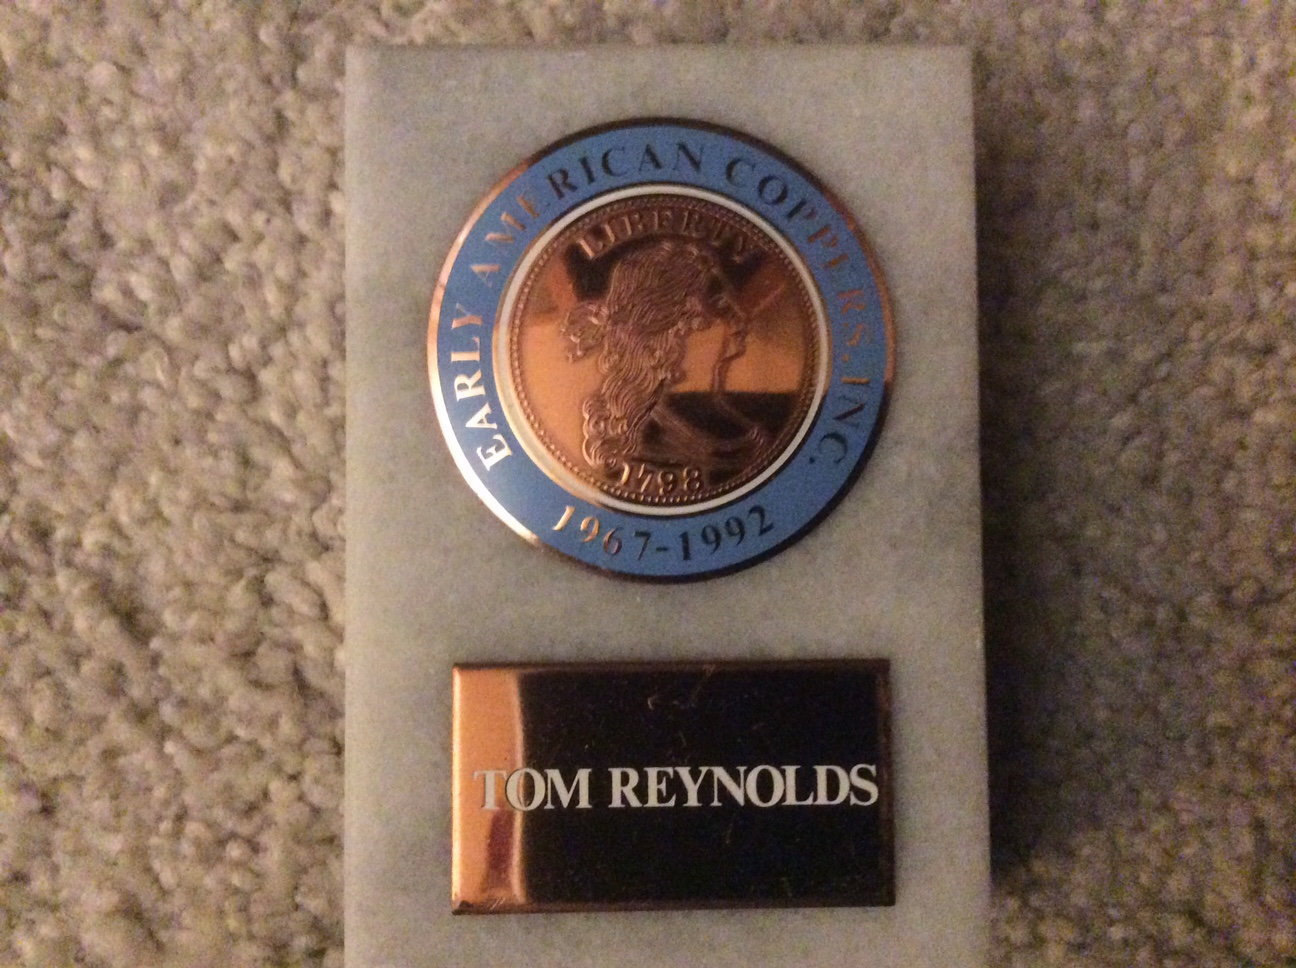 EARLY AMERICAN COPPERS, INC.
LIBERTY
1798
1967-1992
TOM REYNOLDS